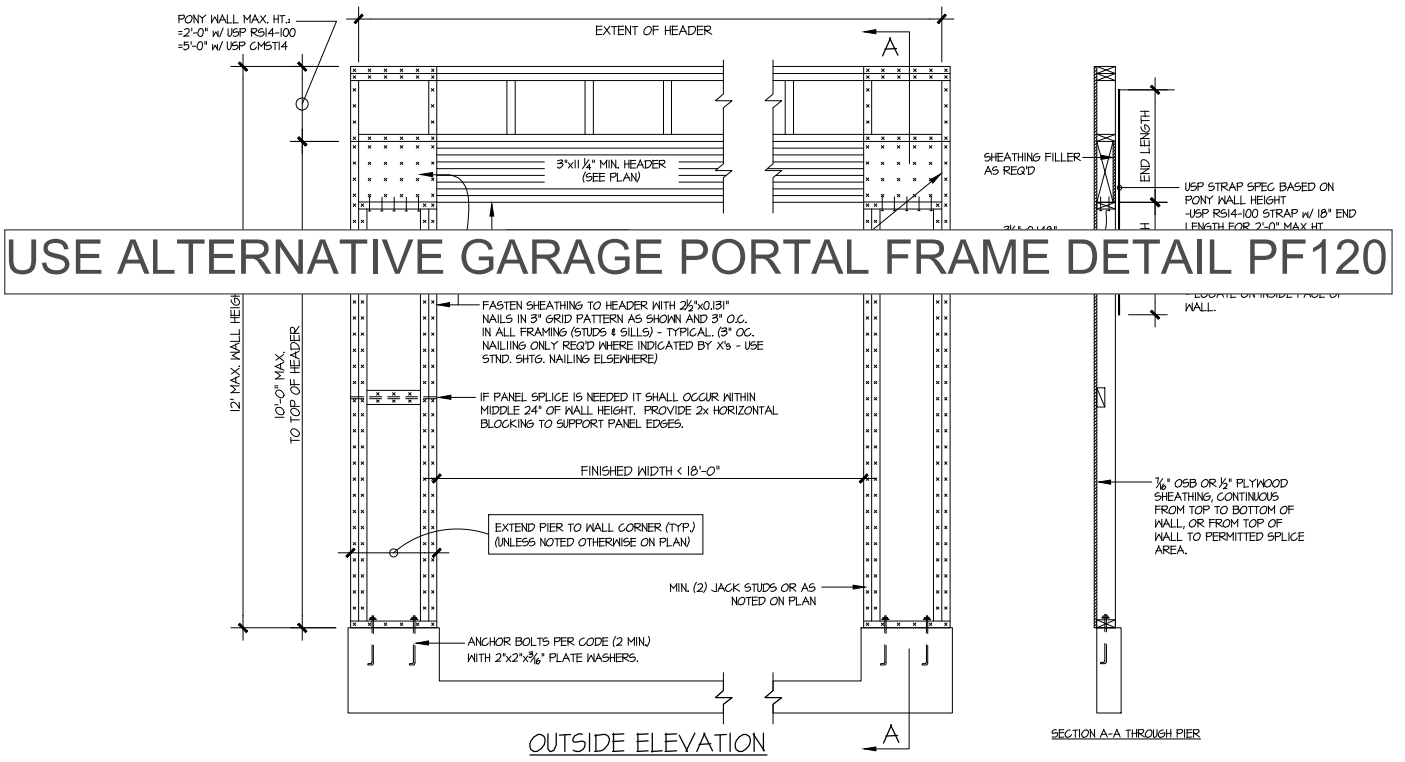 PONY WALL MAX. HT.:
=2'-0" W/ USP RS14-100
=5'-0" W/ USP CMST14
EXTENT OF HEADER
A
3"x11 1/4" MIN. HEADER
(SEE PLAN)
SHEATHING FILLER
AS REQ'D
END LENGTH
USP STRAP SPEC BASED ON
PONY WALL HEIGHT
-USP RS14-100 STRAP W/ 18" END
LENGTH FOR 2'-0" MAX HT.
USE ALTERNATIVE GARAGE PORTAL FRAME DETAIL PF120
WALL.
12' MAX. WALL HEIGHT
10'-0" MAX.
TO TOP OF HEADER
FASTEN SHEATHING TO HEADER WITH 2½"x0.131"
NAILS IN 3" GRID PATTERN AS SHOWN AND 3" O.C.
IN ALL FRAMING (STUDS & SILLS) - TYPICAL. (3" OC.
NAILING ONLY REQ'D WHERE INDICATED BY X's - USE
STND. SHTG. NAILING ELSEWHERE)
IF PANEL SPLICE IS NEEDED IT SHALL OCCUR WITHIN
MIDDLE 24" OF WALL HEIGHT. PROVIDE 2x HORIZONTAL
BLOCKING TO SUPPORT PANEL EDGES.
FINISHED WIDTH < 18'-0"
7/16" OSB OR ½" PLYWOOD
SHEATHING, CONTINUOUS
FROM TOP TO BOTTOM OF
WALL, OR FROM TOP OF
WALL TO PERMITTED SPLICE
AREA.
EXTEND PIER TO WALL CORNER (TYP.)
(UNLESS NOTED OTHERWISE ON PLAN)
MIN. (2) JACK STUDS OR AS
NOTED ON PLAN
ANCHOR BOLTS PER CODE (2 MIN.)
WITH 2"x2"x3/16" PLATE WASHERS.
A
OUTSIDE ELEVATION
SECTION A-A THROUGH PIER